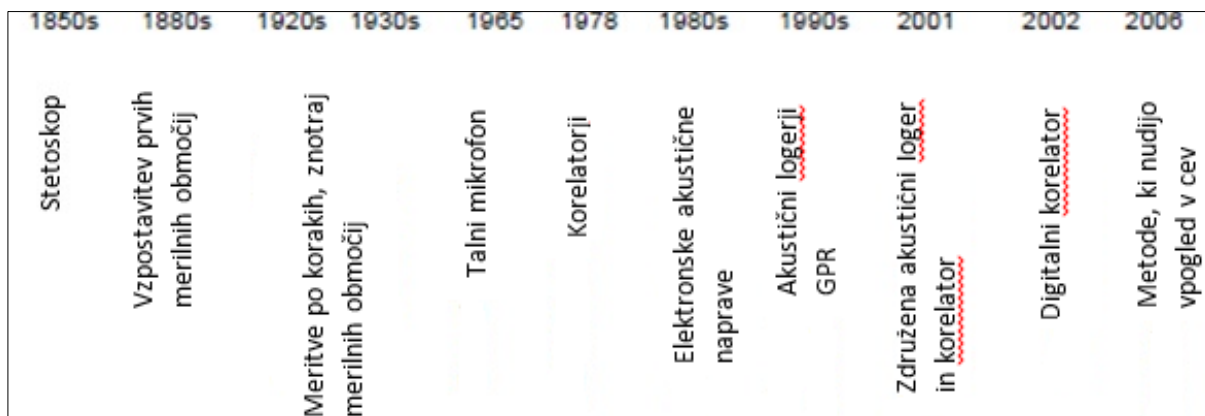 1850s 1880s 1920s 1930s 1965 1978 1980s 1990s 2001 2002 2006
Stetoskop
Vzpostavitev prvih
merilnih območij
Meritve po korakih, znotraj
merilnih območij
Talni mikrofon
Korelatorji
Elektronske akustične
naprave
Akustični logerji
GPR
Združena akustični loger
in korelator
Digitalni korelator
Metode, ki nudijo
vpogled v cev